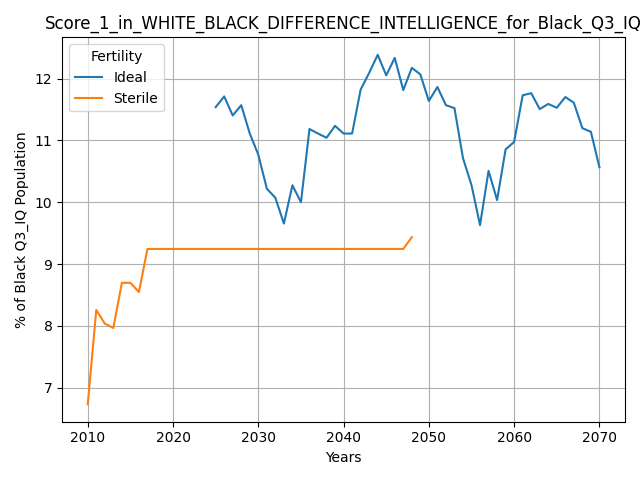 Score_1_in_WHITE_BLACK_DIFFERENCE_INTELLIGENCE_for_Black_Q3_IQ
Fertility
Ideal
Sterile
% of Black Q3_IQ Population
12
11
10
9
8
7
2010 2020 2030 2040 2050 2060 2070
Years